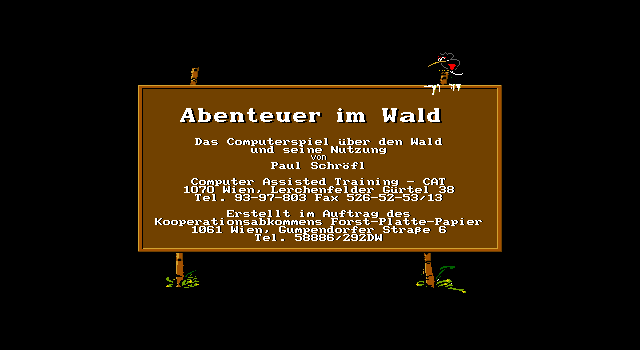 Abenteuer im Wald
Das Computerspiel über den Wald
und seine Nutzung
von
Paul Schröfl
Computer Assisted Training - CAT
1070 Wien, Lerchenfelder Gürtel 38
Tel. 93-97-803 Fax 526-52-53/13
Erstellt im Auftrag des
Kooperationsabkommens Forst-Platte-Papier
1061 Wien, Gumpendorfer Straße 6
Tel. 58886/292DW